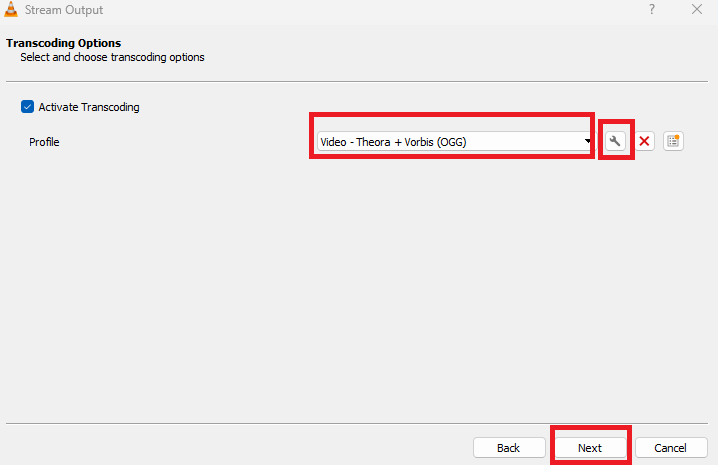 Stream Output
?
Transcoding Options
Select and choose transcoding options
Activate Transcoding
Profile
Video - Theora + Vorbis (OGG)
Back
Next
Cancel